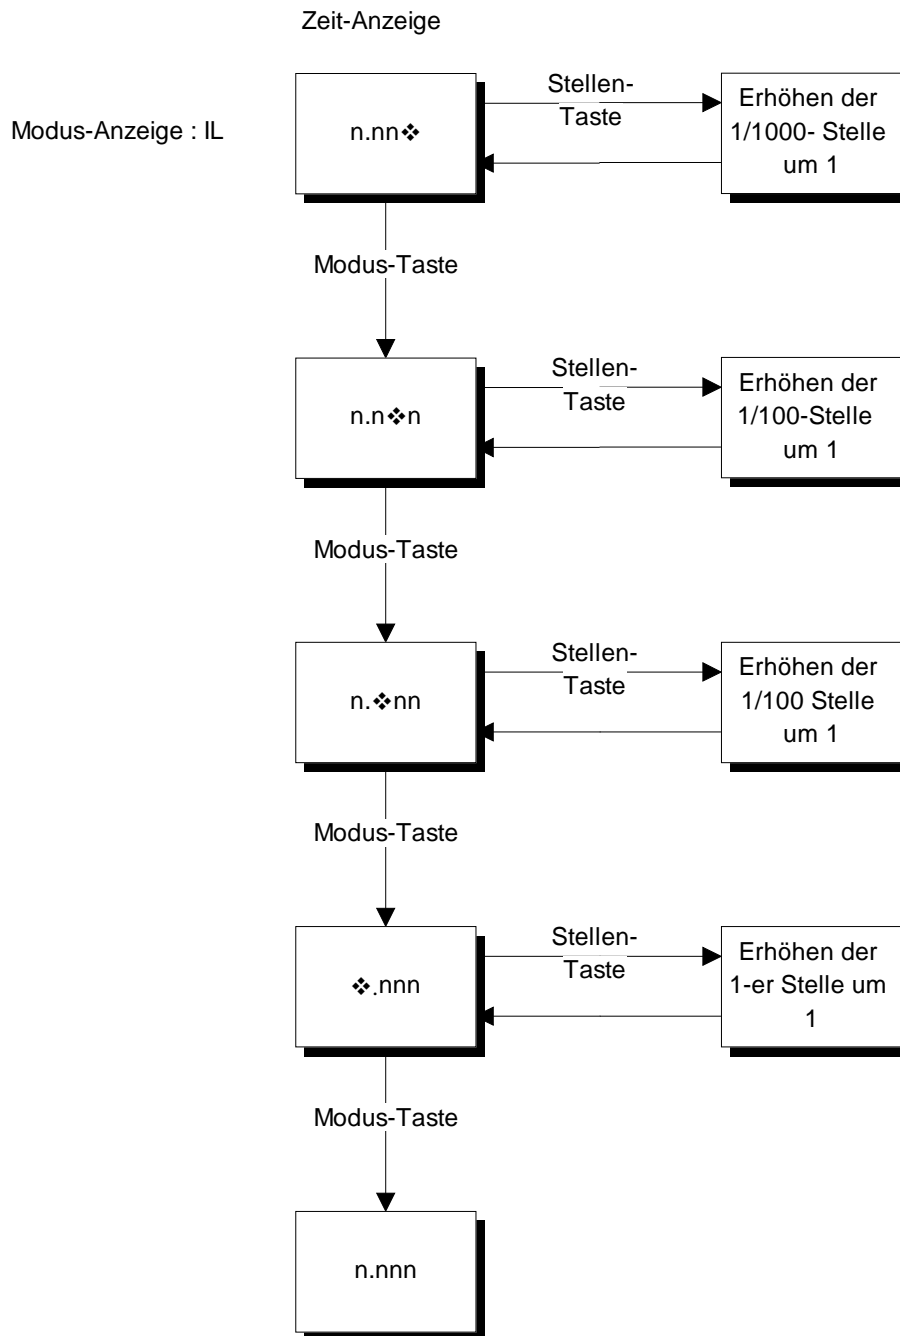 Zeit-Anzeige
Modus-Anzeige : IL
n.nn❖
Stellen-
Taste
Erhöhen der
1/1000- Stelle
um 1
Modus-Taste
n.n❖n
Stellen-
Taste
Erhöhen der
1/100-Stelle
um 1
Modus-Taste
n.❖nn
Stellen-
Taste
Erhöhen der
1/100 Stelle
um 1
Modus-Taste
❖.nnn
Stellen-
Taste
Erhöhen der
1-er Stelle um
1
Modus-Taste
n.nnn